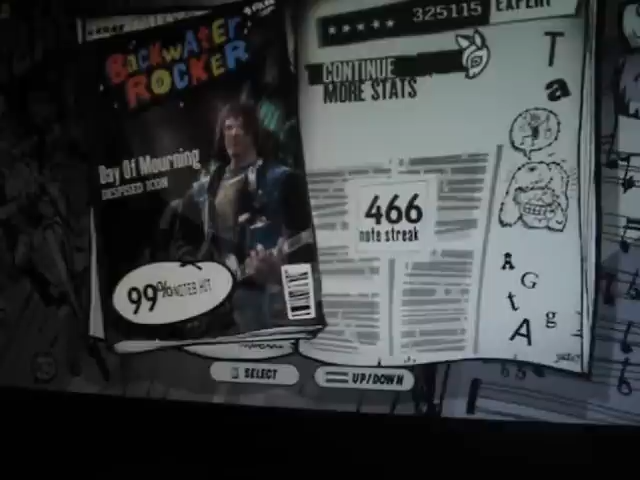 325115 EXPERT
BACKWATER
ROCKER
CONTINUE
MORE STATS
Day Of Mourning
DESPISED ICON
466
note streak
99% NOTES HIT
T
a
A
G
t
g
A
SELECT
UP/DOWN